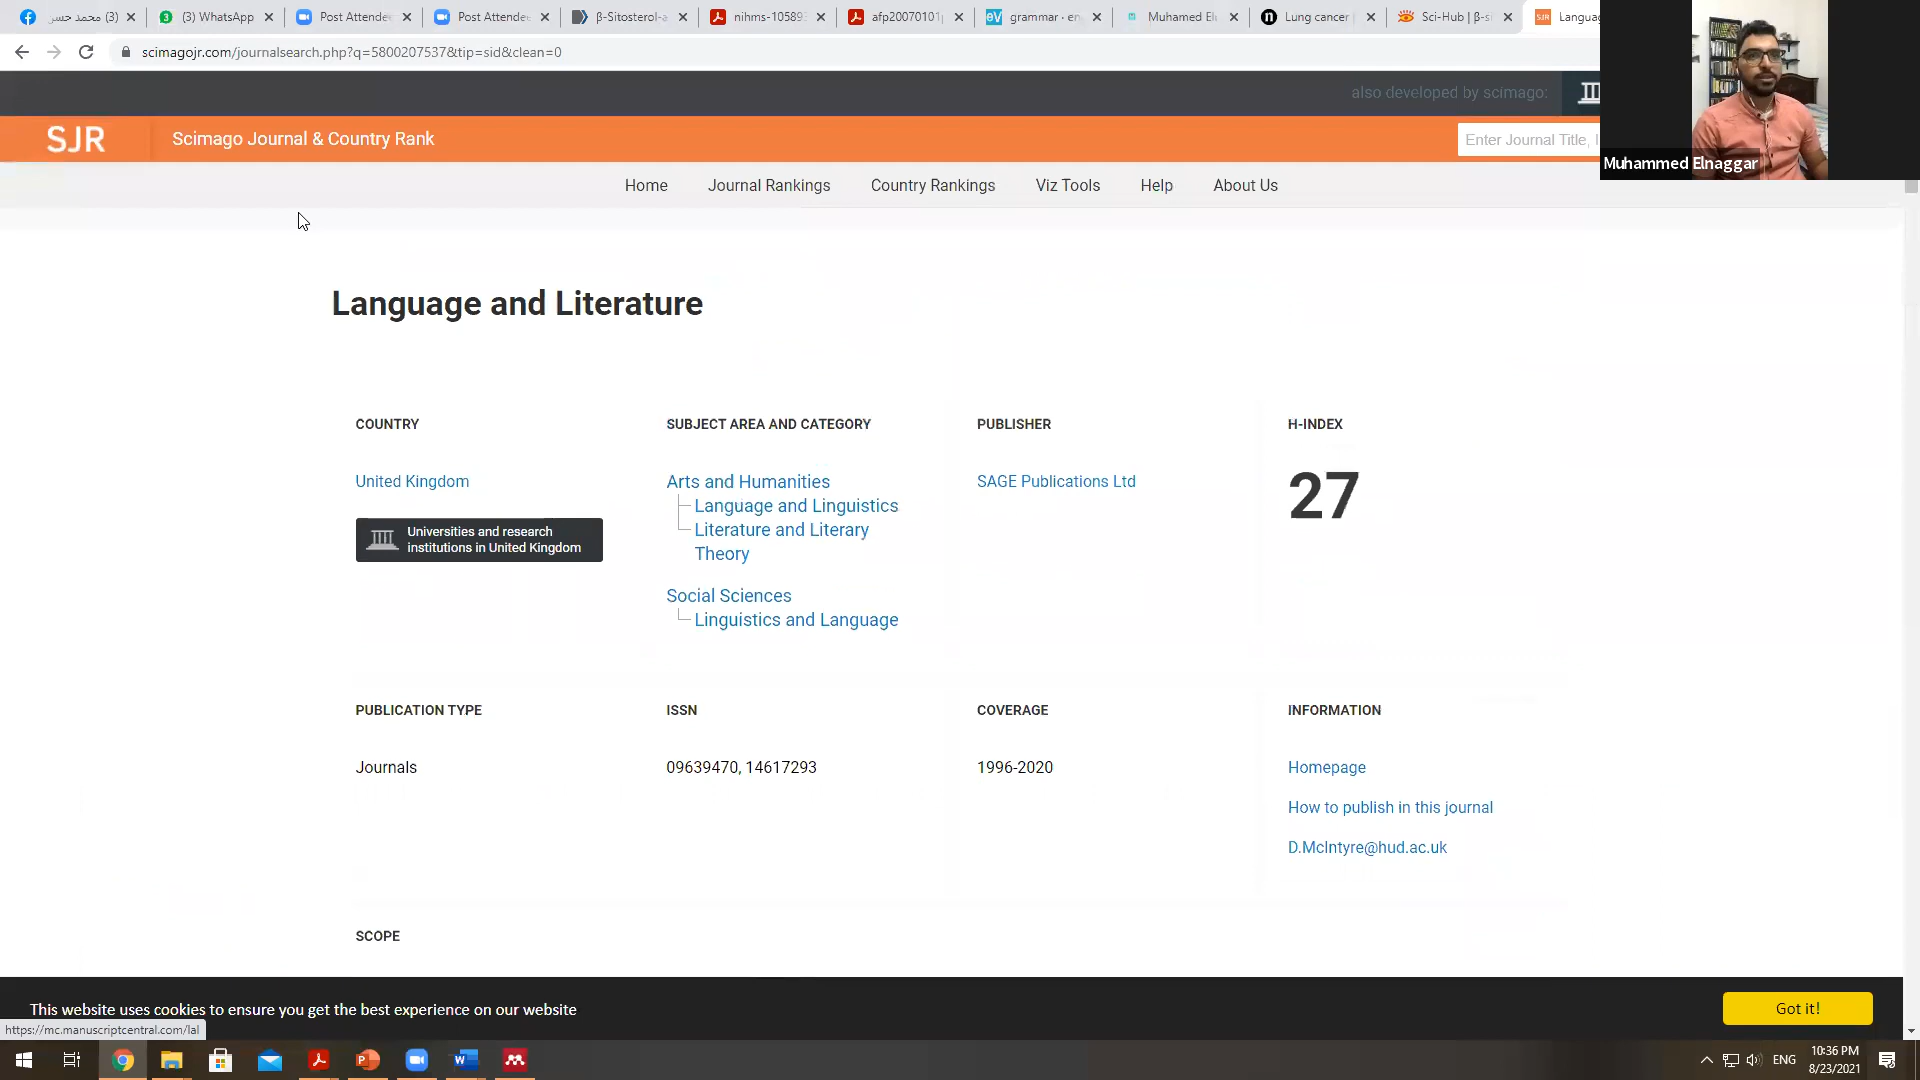 محمد حسن (3)
(3) WhatsApp
Post Attende
Post Attende
β-Sitosterol-a
nihms-10589
afp20070101
grammar · en
Muhamed El
Lung cancer
Sci-Hub | β-si
Langua
scimagojr.com/journalsearch.php?q=5800207537&tip=sid&clean=0
also developed by scimago:
SJR
Scimago Journal & Country Rank
Enter Journal Title, I
Muhammed Elnaggar
Home
Journal Rankings
Country Rankings
Viz Tools
Help
About Us
Language and Literature
COUNTRY
SUBJECT AREA AND CATEGORY
PUBLISHER
H-INDEX
United Kingdom
Universities and research
institutions in United Kingdom
Arts and Humanities
Language and Linguistics
Literature and Literary
Theory
Social Sciences
Linguistics and Language
SAGE Publications Ltd
27
PUBLICATION TYPE
ISSN
COVERAGE
INFORMATION
Journals
09639470, 14617293
1996-2020
Homepage
How to publish in this journal
D.McIntyre@hud.ac.uk
SCOPE
This website uses cookies to ensure you get the best experience on our website
Got it!
https://mc.manuscriptcentral.com/lal
ENG
10:36 PM
8/23/2021